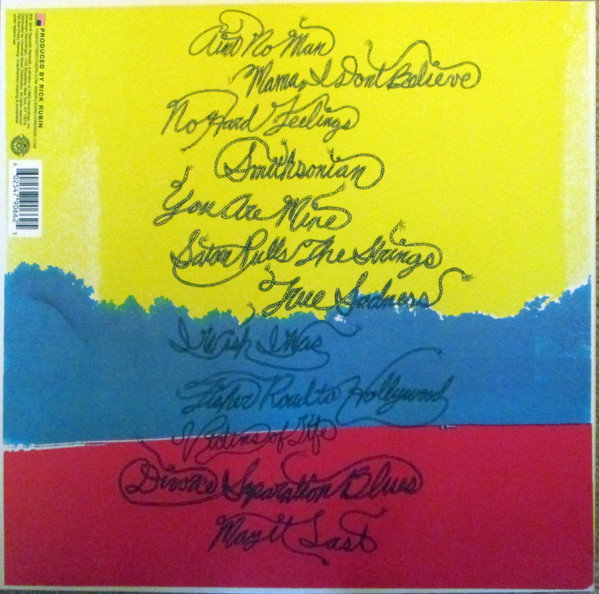 Ain't No Man
Mama, I Don't Believe
No Hard Feelings
Smithsonian
You Are Mine
Satan Pulls The Strings
True Sadness
I Wish I Was
Fisher Road to Hollywood
Victims of Life
Divorce Separation Blues
May It Last
PRODUCED BY RICK RUBIN